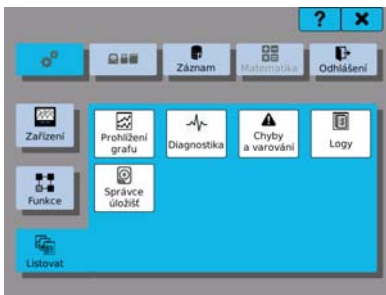 ? X
Záznam
Matematika
Odhlášení
Zařízení
Prohlížení
grafu
Diagnostika
Chyby
a varování
Logy
Funkce
Správce
úložišť
Listovat